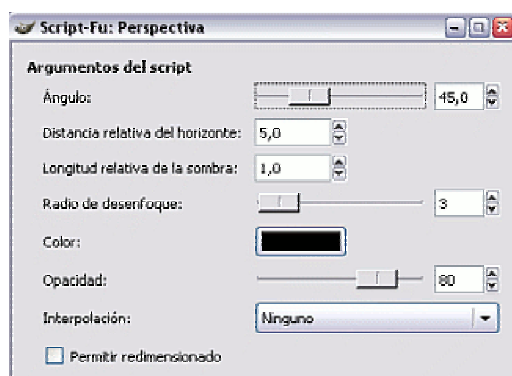 Script-Fu: Perspectiva
Argumentos del script
Ángulo: 45,0
Distancia relativa del horizonte: 5,0
Longitud relativa de la sombra: 1,0
Radio de desenfoque: 3
Color:
Opacidad: 80
Interpolación: Ninguno
Permitir redimensionado